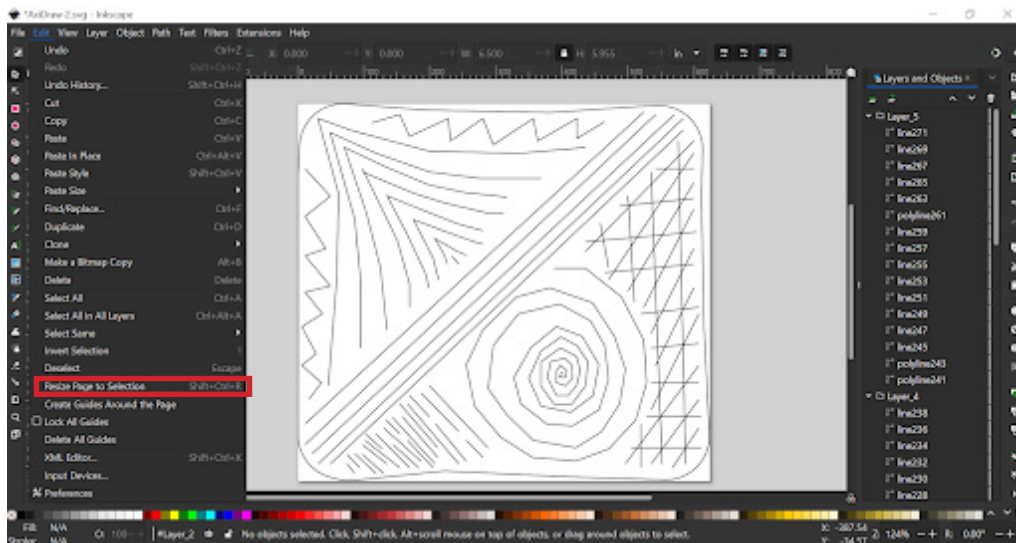 *ArtDraw 2.svg - Inkscape
File Edit View Layer Object Path Text Filters Extensions Help
Undo Ctrl+Z
Redo Shift+Ctrl+Z
Undo History... Shift+Ctrl+H
Cut Ctrl+X
Copy Ctrl+C
Paste Ctrl+V
Paste In Place Ctrl+Alt+V
Paste Style Shift+Ctrl+V
Paste Size
Find/Replace... Ctrl+F
Duplicate Ctrl+D
Clone
Make a Bitmap Copy Alt+B
Delete Delete
Select All Ctrl+A
Select All in All Layers Ctrl+Alt+A
Select Same
Invert Selection !
Deselect Escape
Resize Page to Selection Shift+Ctrl+R
Create Guides Around the Page
Lock All Guides
Delete All Guides
XML Editor... Shift+Ctrl+X
Input Devices...
Preferences
X: 0.000 Y: 0.000 W: 6.500 H: 5.955 in
Layers and Objects
Layer_5
line271
line269
line267
line265
line263
polyline261
line259
line257
line255
line253
line251
line249
line247
line245
polyline243
polyline241
Layer_4
line238
line236
line234
line232
line230
line228
Fill: N/A
Stroke: N/A
O: 100 #Layer_2 No objects selected. Click, Shift+click, Alt+scroll mouse on top of objects, or drag around objects to select.
X: -387.54
Y: -34.57
Z: 124% R: 0.00°